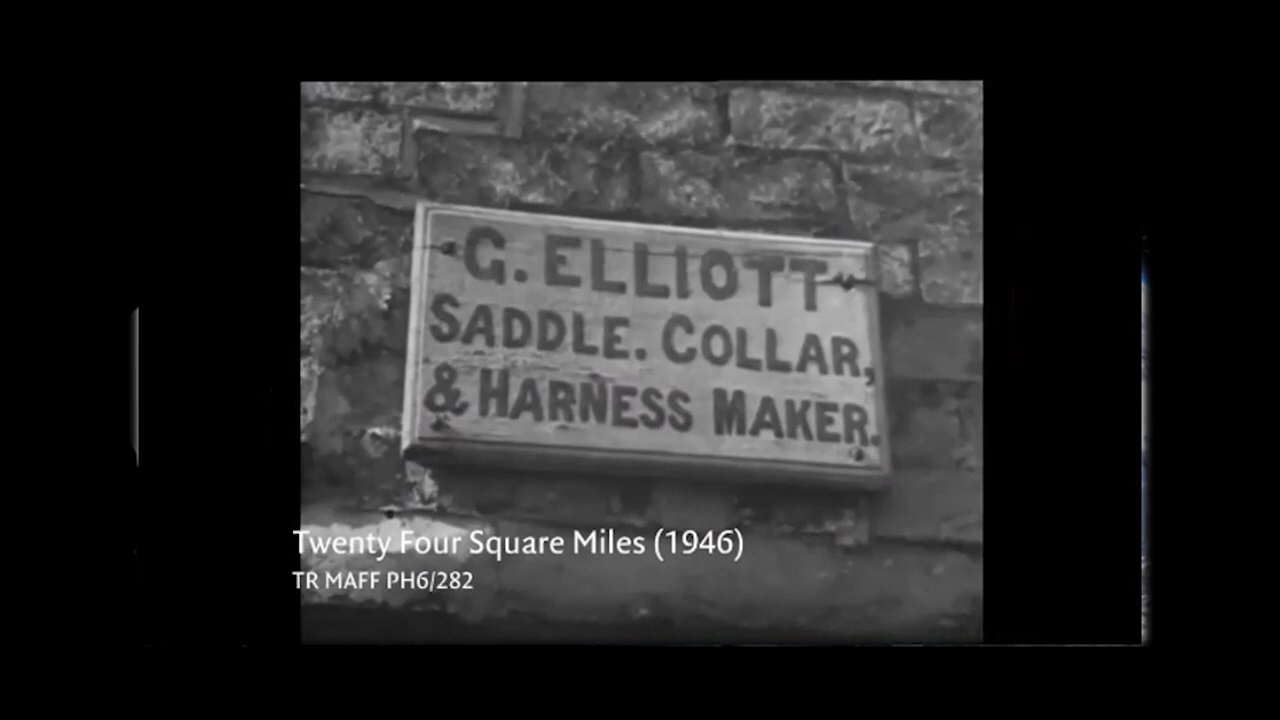 G. ELLIOTT
SADDLE. COLLAR,
& HARNESS MAKER.
Twenty Four Square Miles (1946)
TR MAFF PH6/282